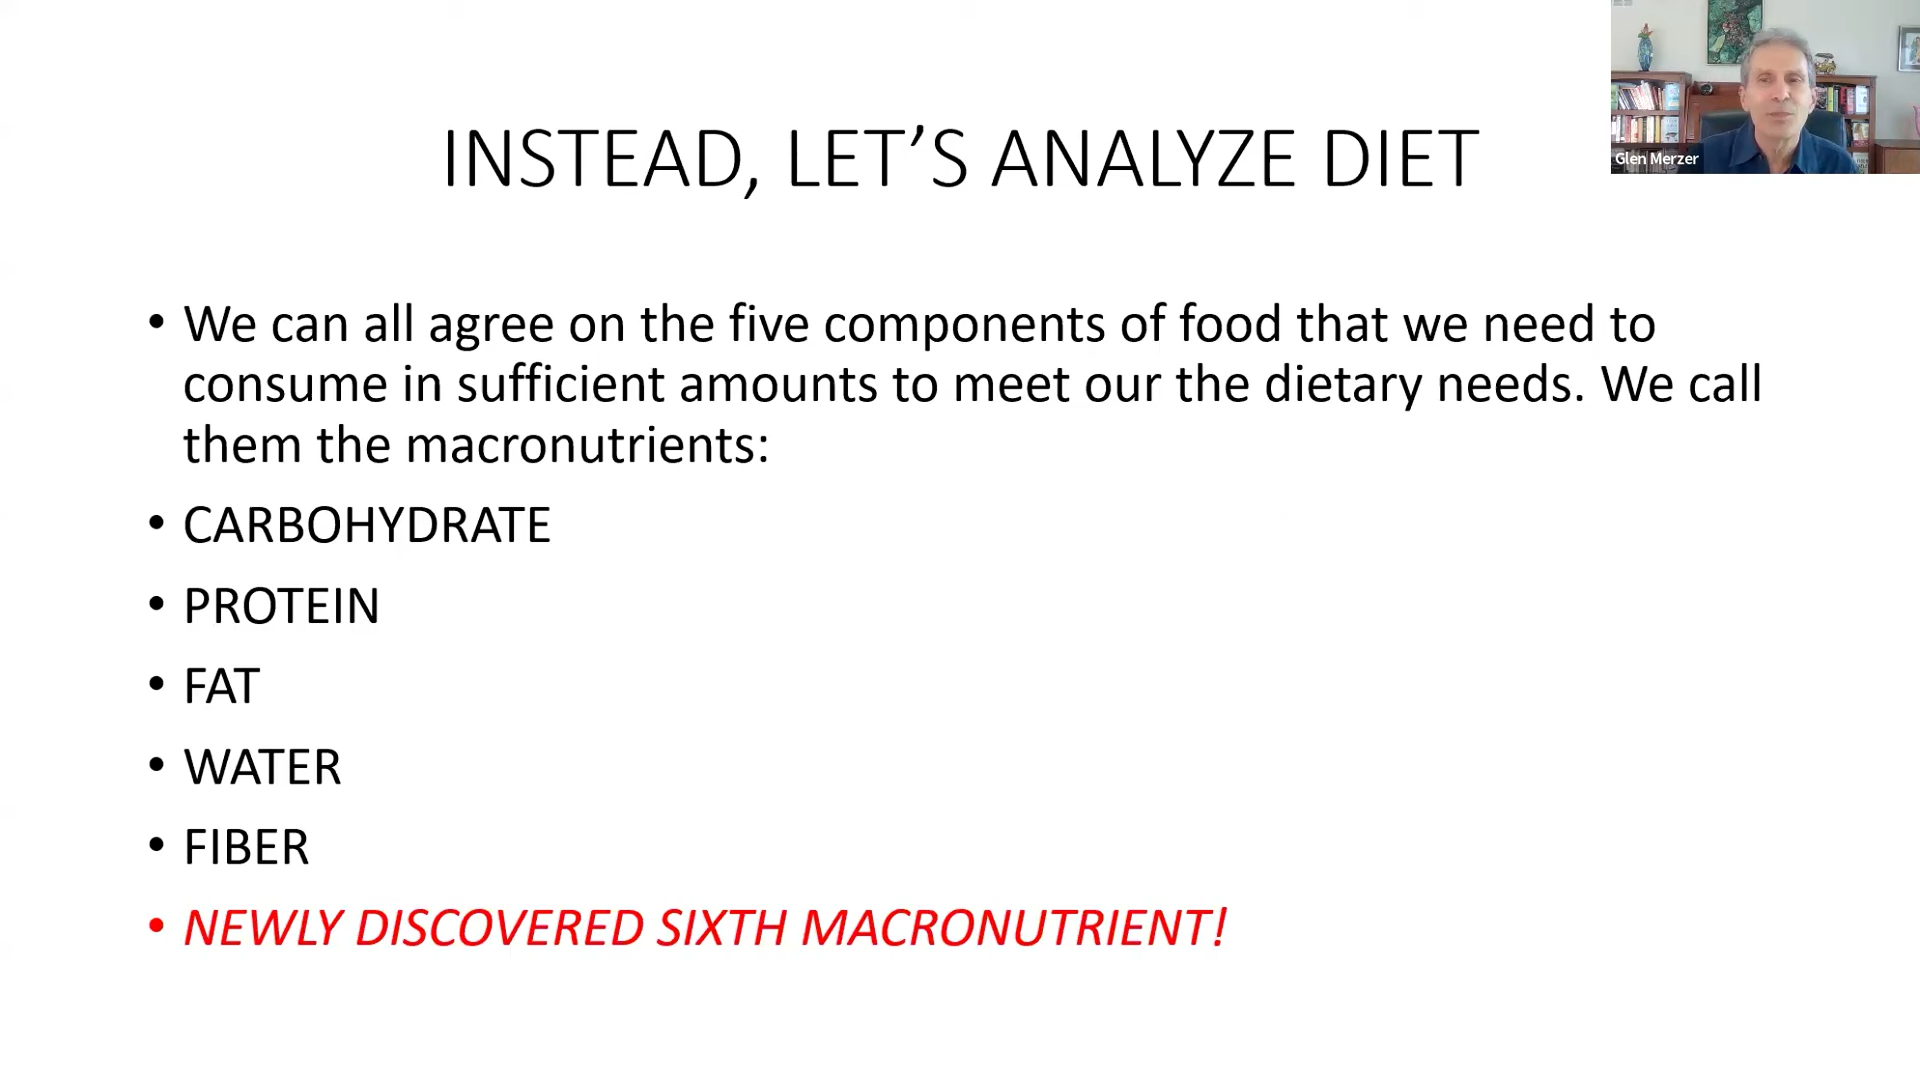 INSTEAD, LET'S ANALYZE DIET
Glen Merzer
• We can all agree on the five components of food that we need to
consume in sufficient amounts to meet our the dietary needs. We call
them the macronutrients:
• CARBOHYDRATE
• PROTEIN
• FAT
• WATER
• FIBER
• NEWLY DISCOVERED SIXTH MACRONUTRIENT!